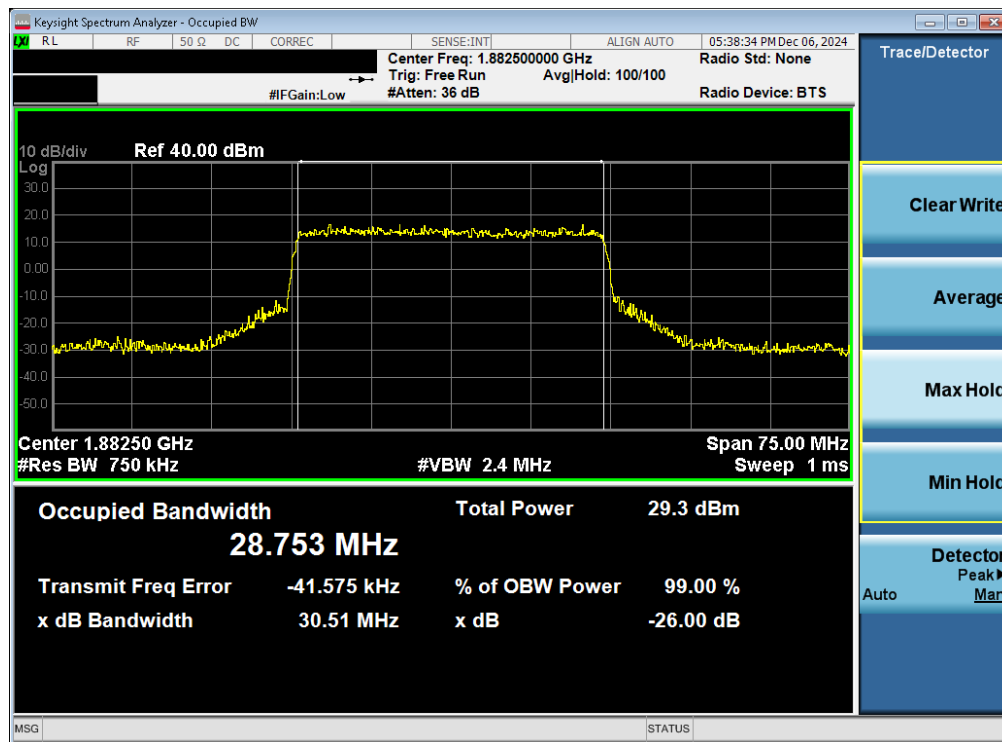 Keysight Spectrum Analyzer - Occupied BW
LXI RL RF 50 Ω DC CORREC SENSE:INT ALIGN AUTO 05:38:34 PM Dec 06, 2024
Center Freq: 1.882500000 GHz Radio Std: None
Trig: Free Run Avg|Hold: 100/100
#IFGain:Low #Atten: 36 dB Radio Device: BTS
10 dB/div Ref 40.00 dBm
Log
30.0
20.0
10.0
0.00
-10.0
-20.0
-30.0
-40.0
-50.0
Center 1.88250 GHz Span 75.00 MHz
#Res BW 750 kHz #VBW 2.4 MHz Sweep 1 ms
Occupied Bandwidth Total Power 29.3 dBm
28.753 MHz
Transmit Freq Error -41.575 kHz % of OBW Power 99.00 %
x dB Bandwidth 30.51 MHz x dB -26.00 dB
MSG STATUS
Trace/Detector
Clear Write
Average
Max Hold
Min Hold
Detector
Peak
Auto Man